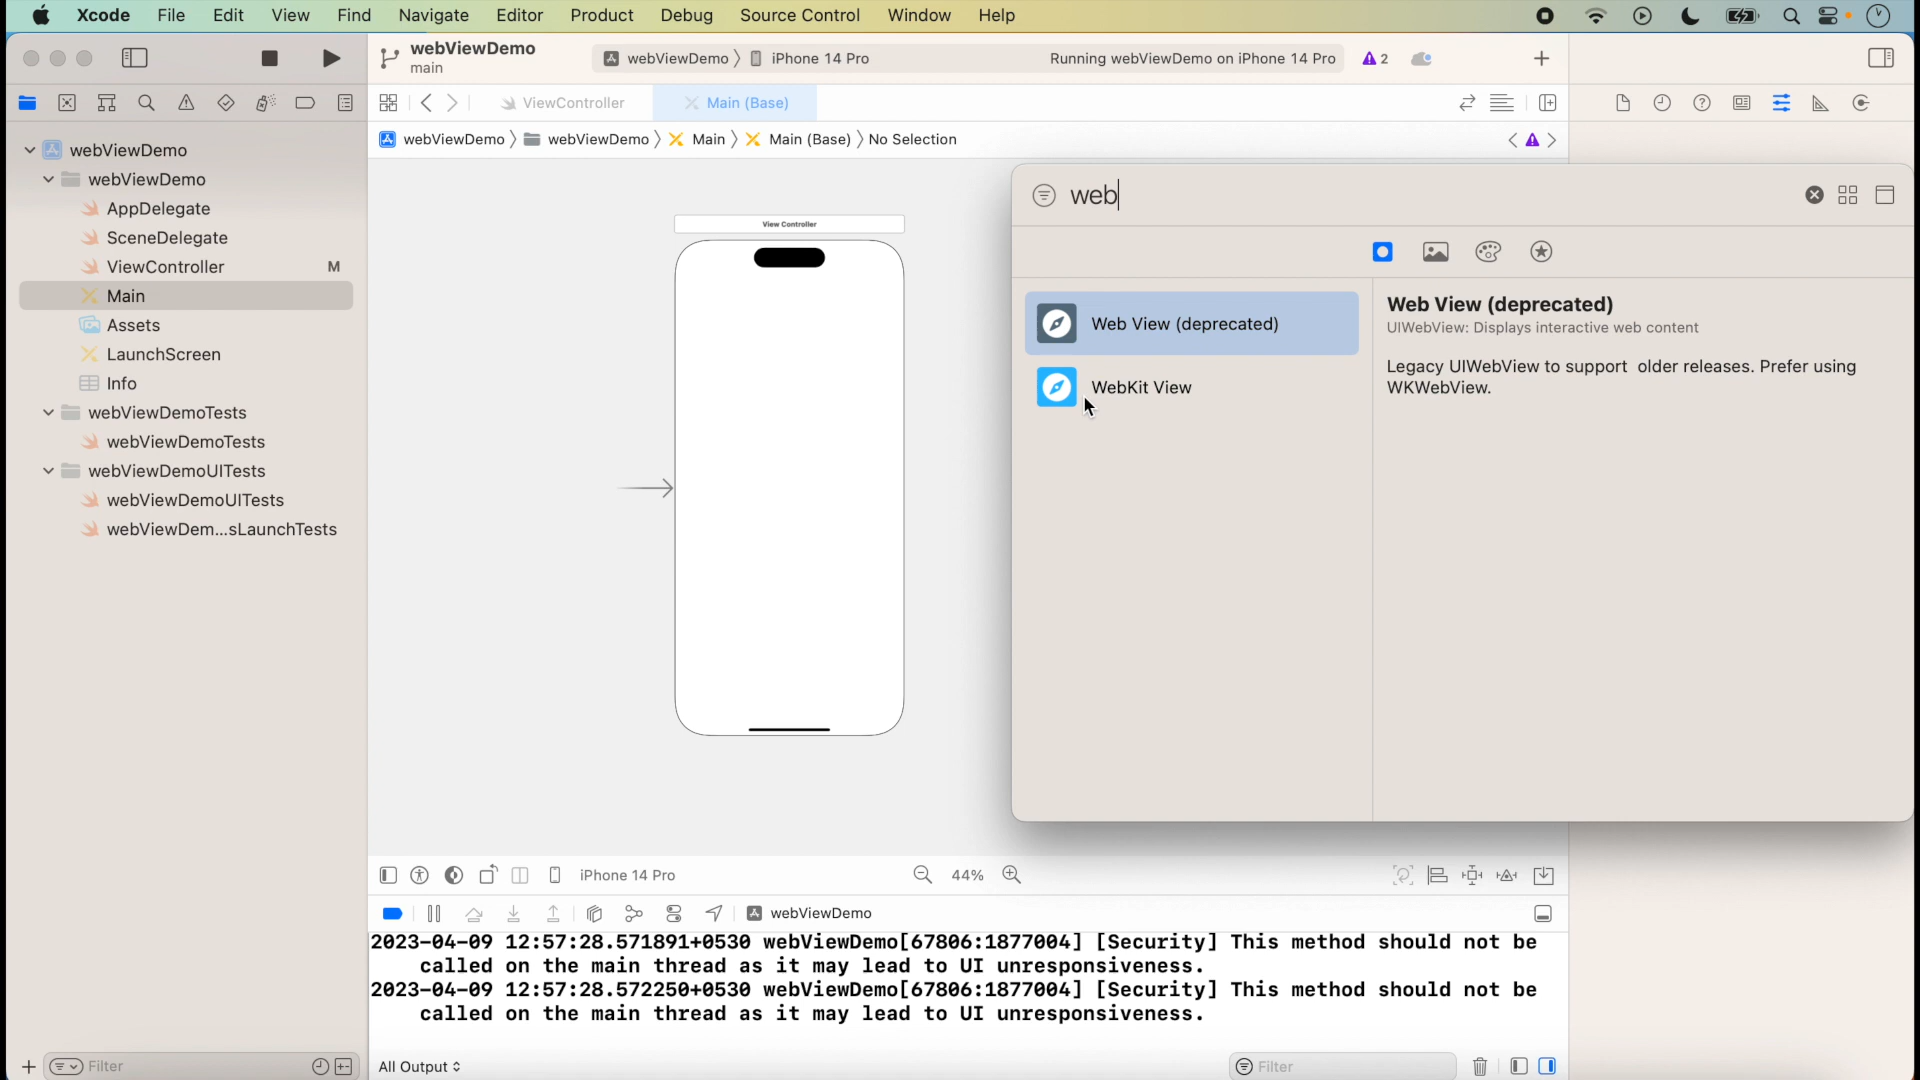 Xcode File Edit View Find Navigate Editor Product Debug Source Control Window Help
webViewDemo
main
webViewDemo iPhone 14 Pro Running webViewDemo on iPhone 14 Pro 2
ViewController Main (Base)
webViewDemo webViewDemo Main Main (Base) No Selection
webViewDemo
webViewDemo
AppDelegate
SceneDelegate
ViewController M
Main
Assets
LaunchScreen
Info
webViewDemoTests
webViewDemoTests
webViewDemoUITests
webViewDemoUITests
webViewDem...sLaunchTests
Filter
View Controller
web
Web View (deprecated)
WebKit View
Web View (deprecated)
UIWebView: Displays interactive web content
Legacy UIWebView to support older releases. Prefer using
WKWebView.
iPhone 14 Pro 44%
webViewDemo
2023-04-09 12:57:28.571891+0530 webViewDemo[67806:1877004] [Security] This method should not be
called on the main thread as it may lead to UI unresponsiveness.
2023-04-09 12:57:28.572250+0530 webViewDemo[67806:1877004] [Security] This method should not be
called on the main thread as it may lead to UI unresponsiveness.
All Output Filter